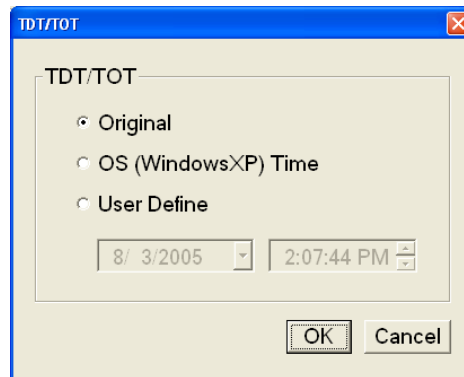 TDT/TOT
TDT/TOT
Original
OS (WindowsXP) Time
User Define
8/ 3/2005 2:07:44 PM
OK Cancel